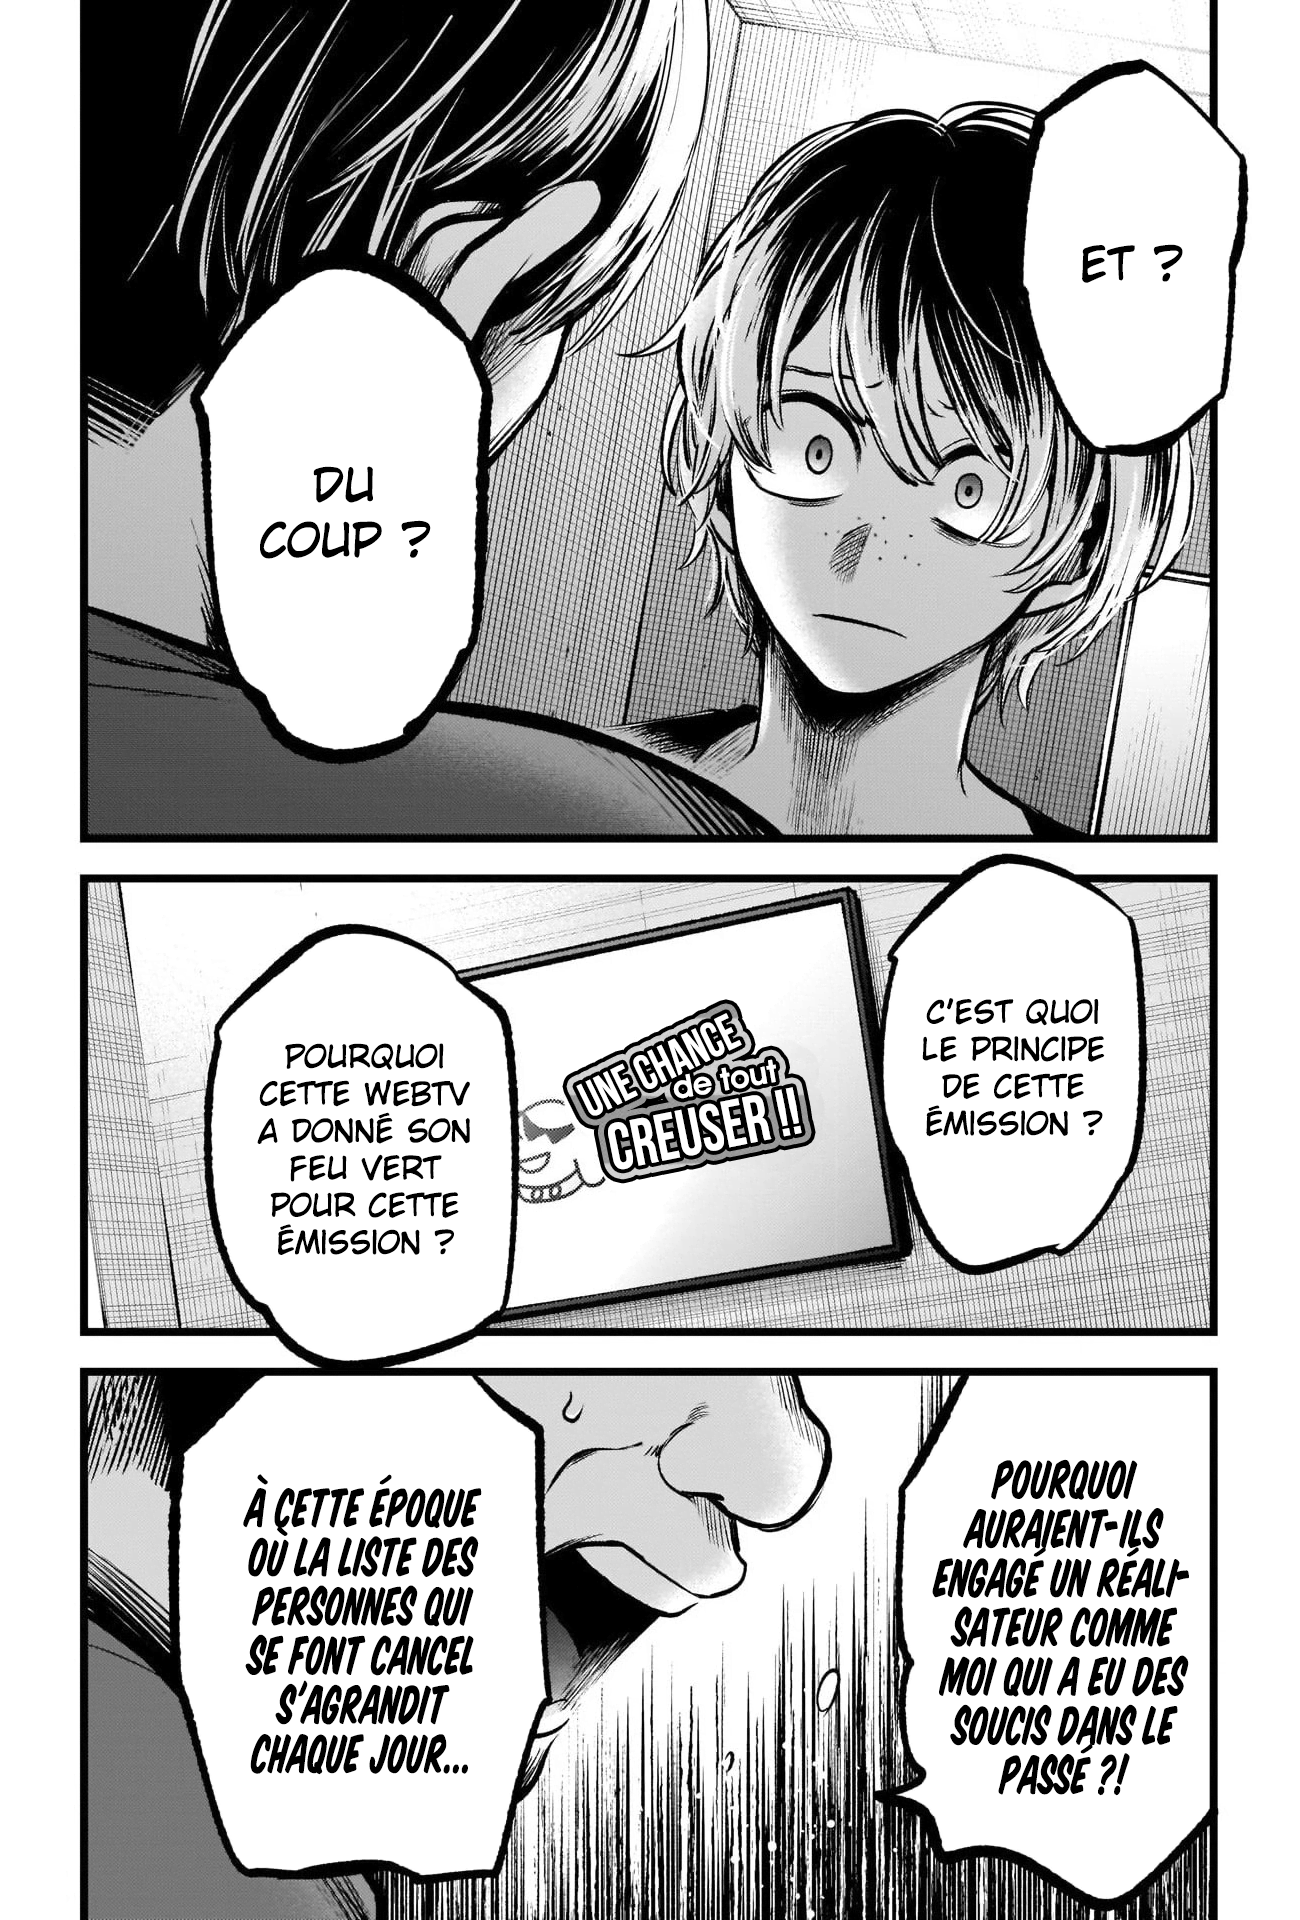 ET ?
DU
COUP ?
C'EST QUOI
LE PRINCIPE
DE CETTE
ÉMISSION ?
UNE CHANCE
de tout
CREUSER !!
POURQUOI
CETTE WEBTV
A DONNÉ SON
FEU VERT
POUR CETTE
ÉMISSION ?
POURQUOI
AURAIENT-ILS
ENGAGÉ UN RÉALI-
SATEUR COMME
MOI QUI A EU DES
SOUCIS DANS LE
PASSÉ ?!
À CETTE ÉPOQUE
OÙ LA LISTE DES
PERSONNES QUI
SE FONT CANCEL
S'AGRANDIT
CHAQUE JOUR...